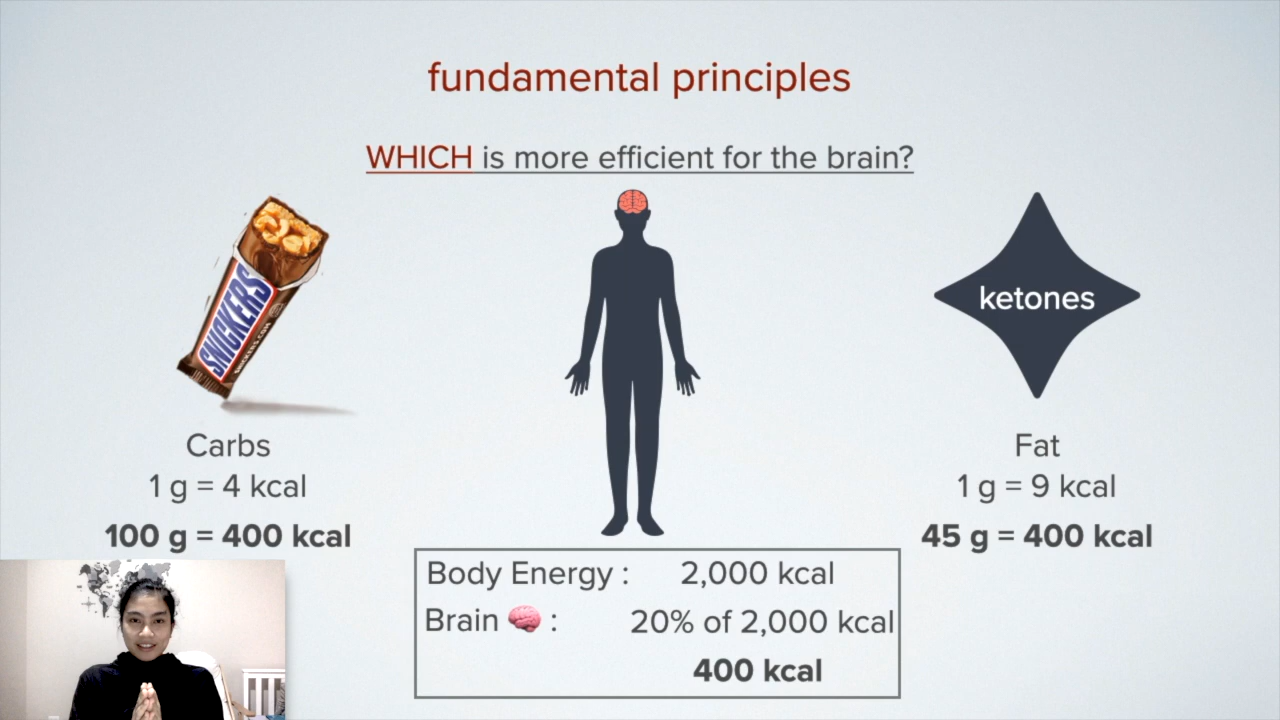 fundamental principles
WHICH is more efficient for the brain?
SNICKERS
ketones
Carbs
1 g = 4 kcal
100 g = 400 kcal
Fat
1 g = 9 kcal
45 g = 400 kcal
Body Energy : 2,000 kcal
Brain 🧠 : 20% of 2,000 kcal
400 kcal